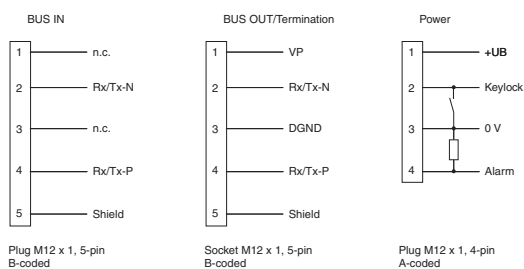 BUS IN
1 n.c.
2 Rx/Tx-N
3 n.c.
4 Rx/Tx-P
5 Shield
Plug M12 x 1, 5-pin
B-coded
BUS OUT/Termination
1 VP
2 Rx/Tx-N
3 DGND
4 Rx/Tx-P
5 Shield
Socket M12 x 1, 5-pin
B-coded
Power
1 +UB
2 Keylock
3 0 V
4 Alarm
Plug M12 x 1, 4-pin
A-coded